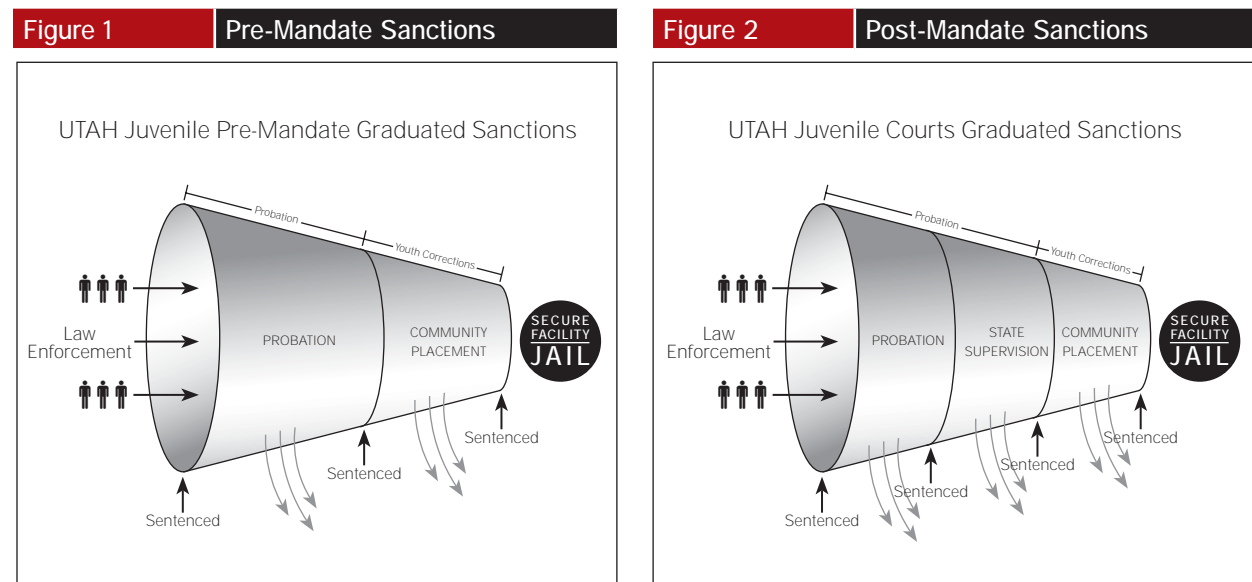 Figure 1
Pre-Mandate Sanctions
UTAH Juvenile Pre-Mandate Graduated Sanctions
Probation
Youth Corrections
Law
Enforcement
PROBATION
COMMUNITY
PLACEMENT
SECURE
FACILITY
JAIL
Sentenced
Sentenced
Sentenced
Figure 2
Post-Mandate Sanctions
UTAH Juvenile Courts Graduated Sanctions
Probation
Youth Corrections
Law
Enforcement
PROBATION
STATE
SUPERVISION
COMMUNITY
PLACEMENT
SECURE
FACILITY
JAIL
Sentenced
Sentenced
Sentenced
Sentenced